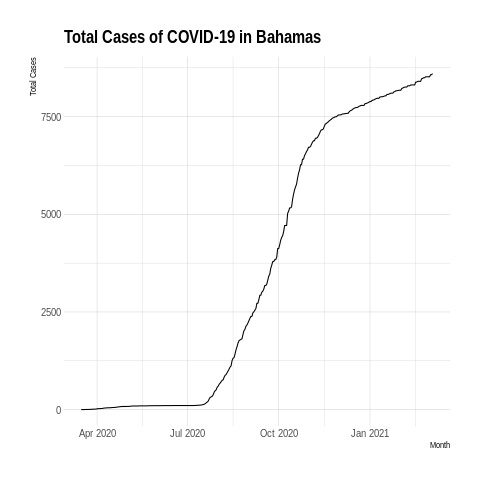 Total Cases of COVID-19 in Bahamas
Total Cases
7500
5000
2500
0
Apr 2020
Jul 2020
Oct 2020
Jan 2021
Month